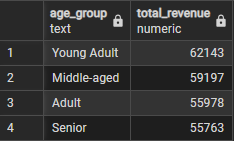 age_group total_revenue
text numeric
1 Young Adult 62143
2 Middle-aged 59197
3 Adult 55978
4 Senior 55763